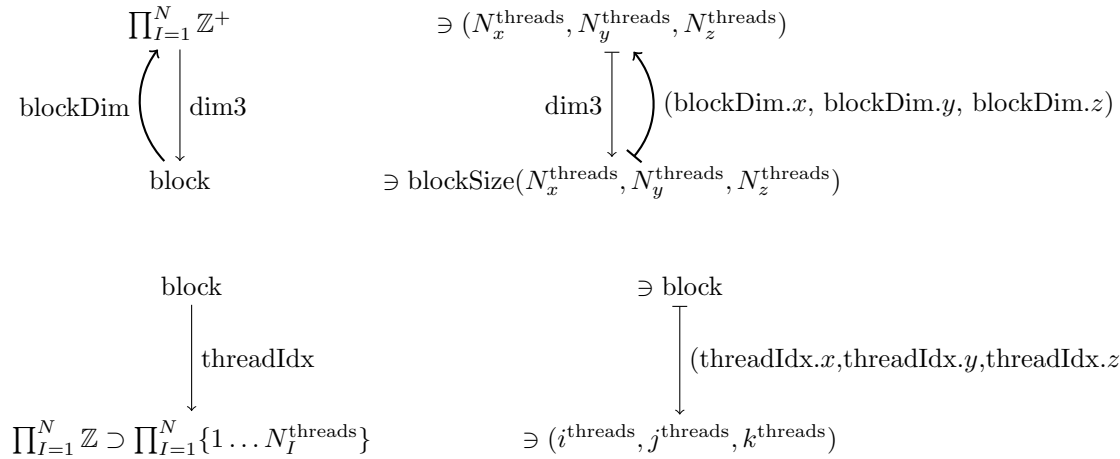 ∏_{I=1}^{N} ℤ⁺ ∋ (N_x^{threads}, N_y^{threads}, N_z^{threads})
blockDim dim3 dim3 (blockDim.x, blockDim.y, blockDim.z)
block ∋ blockSize(N_x^{threads}, N_y^{threads}, N_z^{threads})
block ∋ block
threadIdx (threadIdx.x,threadIdx.y,threadIdx.z
∏_{I=1}^{N} ℤ ⊃ ∏_{I=1}^{N} {1 … N_I^{threads}} ∋ (i^{threads}, j^{threads}, k^{threads})